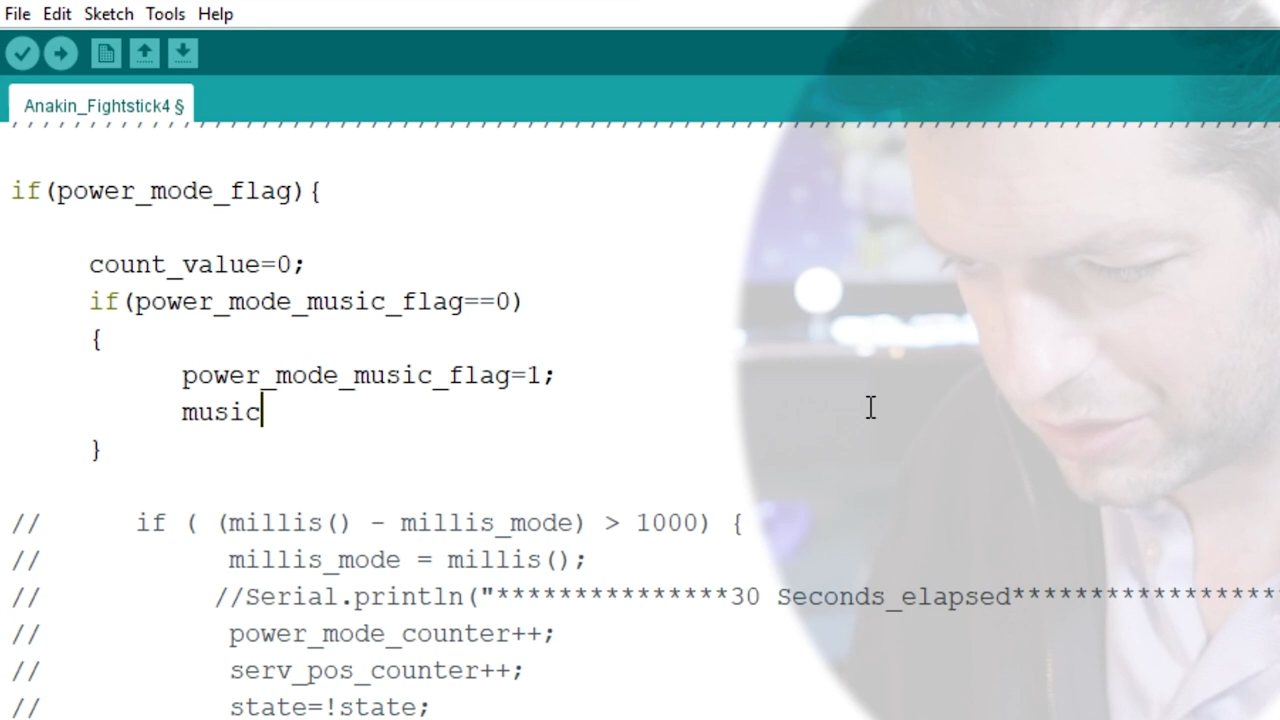 File Edit Sketch Tools Help
Anakin_Fightstick4 §
if(power_mode_flag){
count_value=0;
if(power_mode_music_flag==0)
{
power_mode_music_flag=1;
music
}
// if ( (millis() - millis_mode) > 1000) {
// millis_mode = millis();
// //Serial.println("***************30 Seconds_elapsed*****************
// power_mode_counter++;
// serv_pos_counter++;
// state=!state;